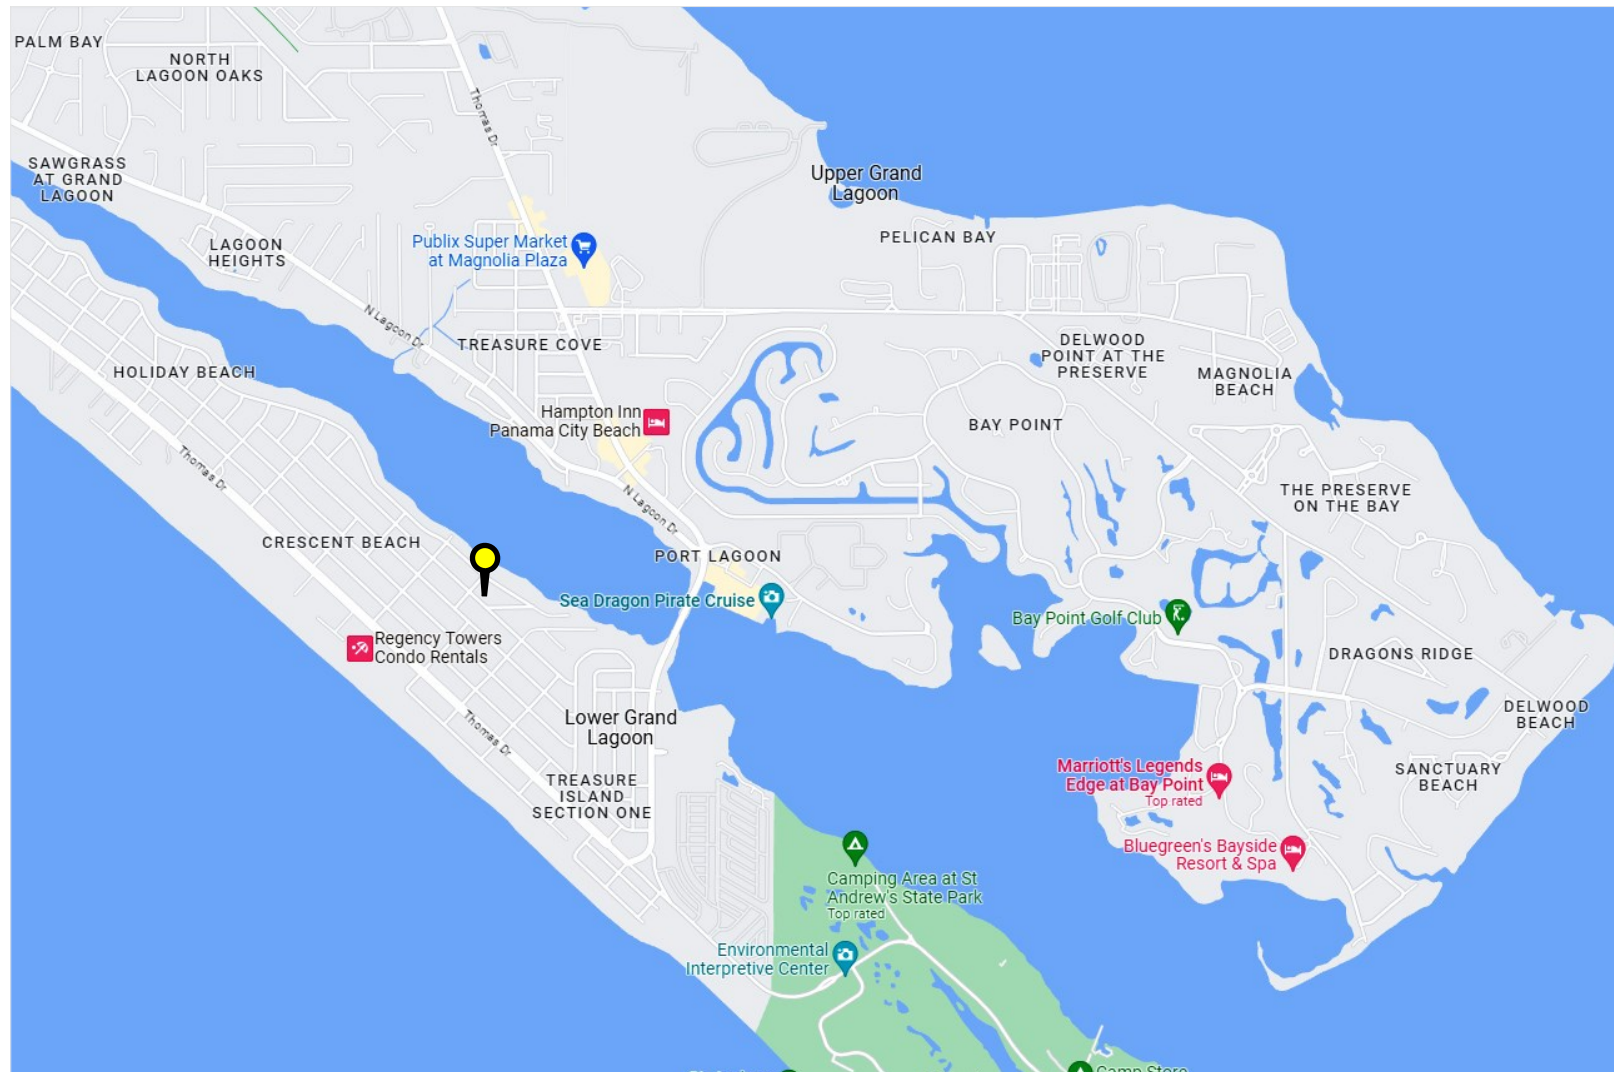 PALM BAY
NORTH
LAGOON OAKS
Thomas Dr
SAWGRASS
AT GRAND
LAGOON
Upper Grand
Lagoon
LAGOON
HEIGHTS
Publix Super Market
at Magnolia Plaza
PELICAN BAY
N Lagoon Dr
TREASURE COVE
DELWOOD
POINT AT THE
PRESERVE
HOLIDAY BEACH
MAGNOLIA
BEACH
Hampton Inn
Panama City Beach
BAY POINT
Thomas Dr
N Lagoon Dr
THE PRESERVE
ON THE BAY
CRESCENT BEACH
PORT LAGOON
Sea Dragon Pirate Cruise
Bay Point Golf Club
Regency Towers
Condo Rentals
DRAGONS RIDGE
Thomas Dr
Lower Grand
Lagoon
DELWOOD
BEACH
TREASURE
ISLAND
SECTION ONE
Marriott's Legends
Edge at Bay Point
Top rated
SANCTUARY
BEACH
Bluegreen's Bayside
Resort & Spa
Camping Area at St
Andrew's State Park
Top rated
Environmental
Interpretive Center
Camp Store